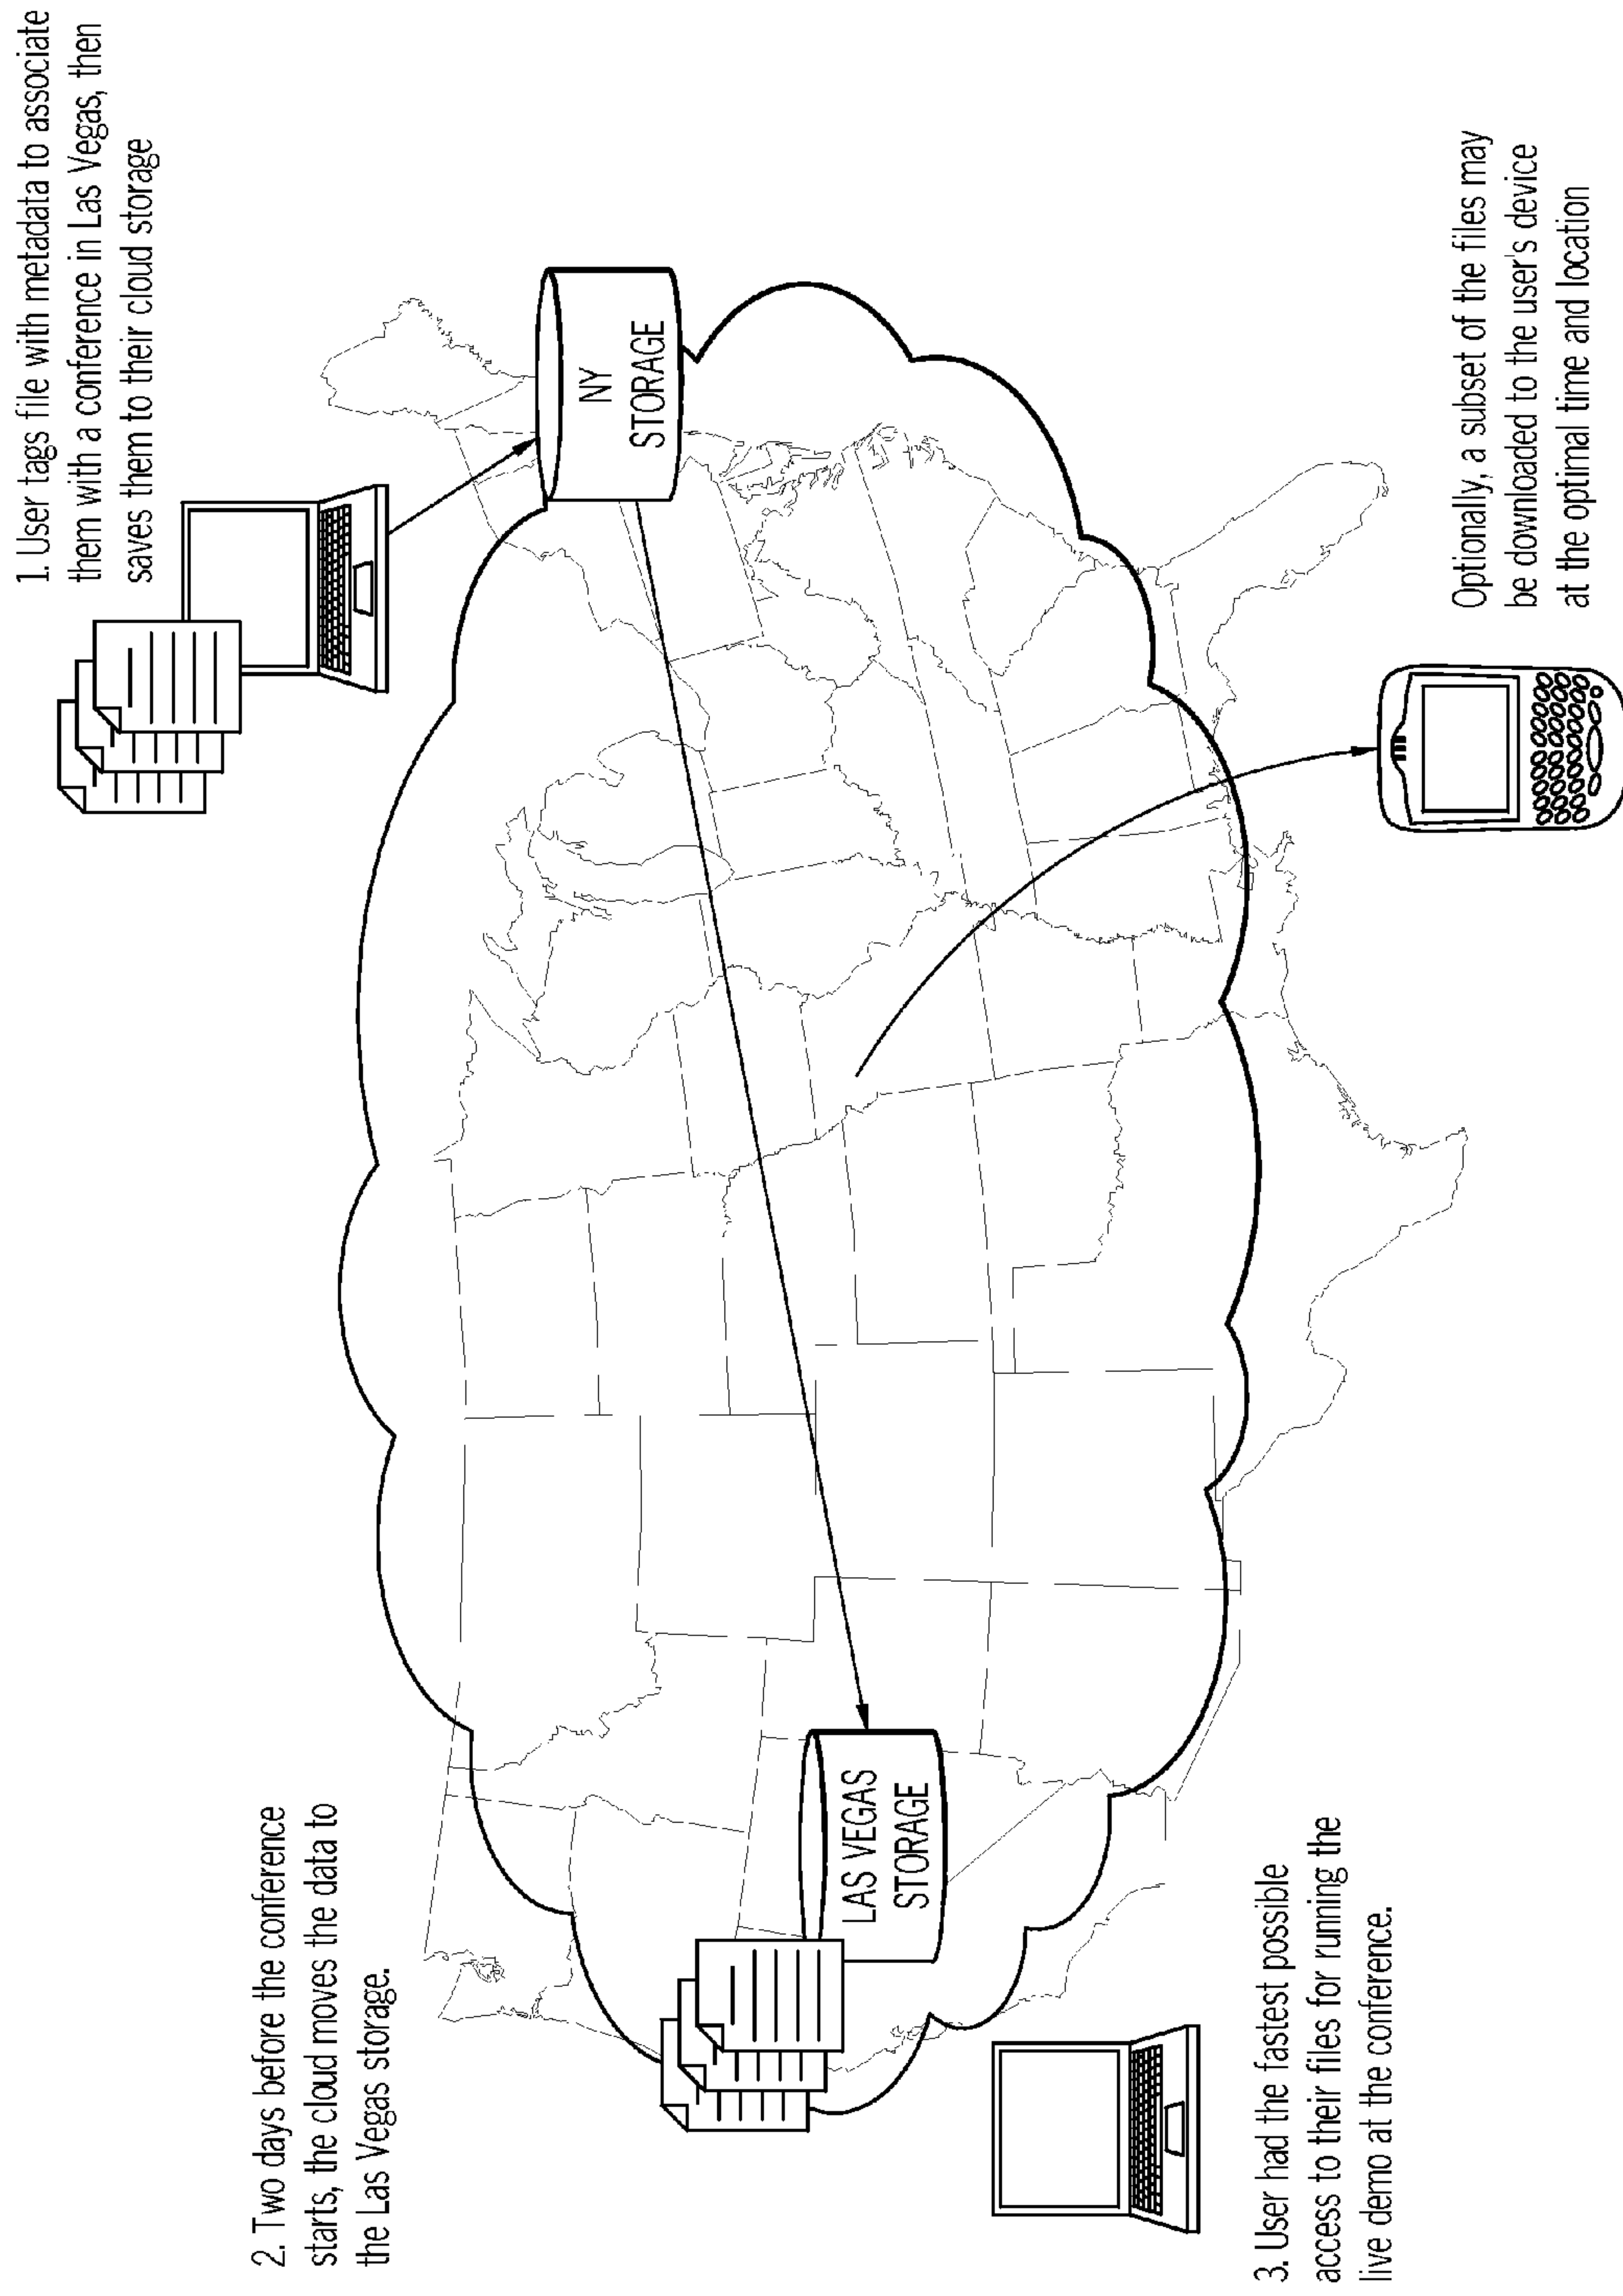 1. User tags file with metadata to associate
them with a conference in Las Vegas, then
saves them to their cloud storage
NY
STORAGE
2. Two days before the conference
starts, the cloud moves the data to
the Las Vegas storage.
LAS VEGAS
STORAGE
3. User had the fastest possible
access to their files for running the
live demo at the conference.
Optionally, a subset of the files may
be downloaded to the user's device
at the optimal time and location